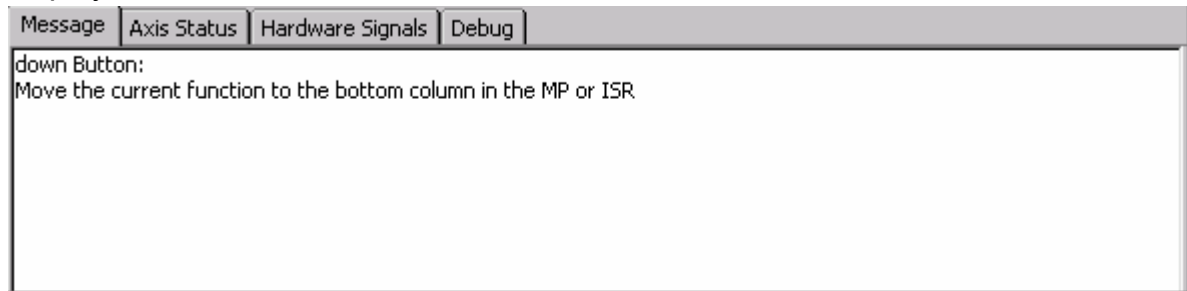 Message Axis Status Hardware Signals Debug
down Button:
Move the current function to the bottom column in the MP or ISR